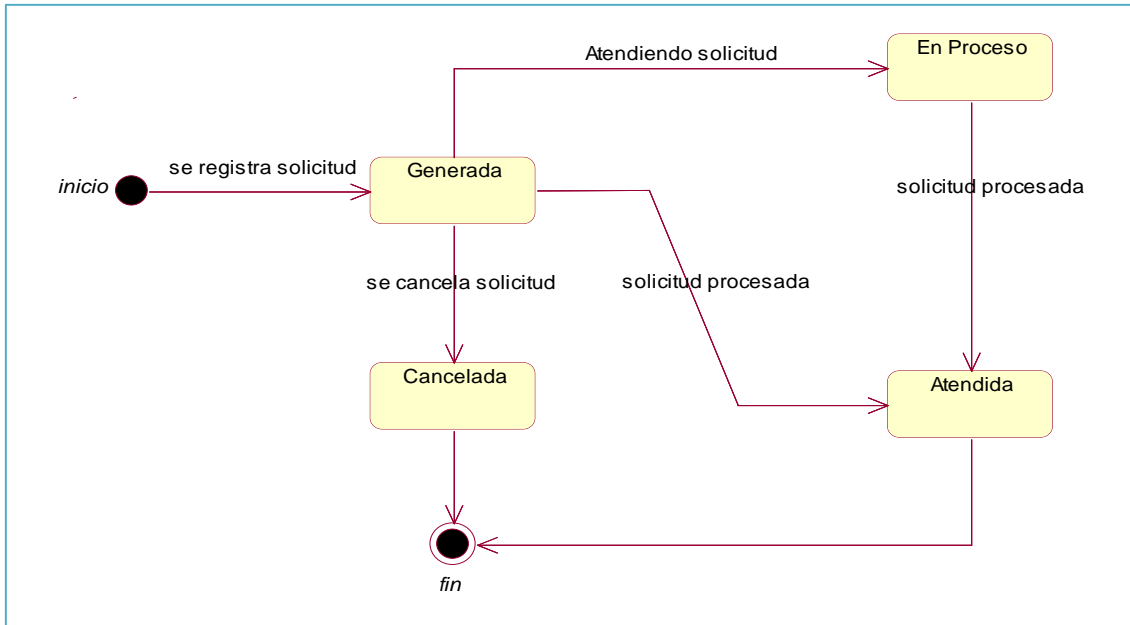 En Proceso
Atendiendo solicitud
se registra solicitud
Generada
inicio
solicitud procesada
se cancela solicitud
solicitud procesada
Cancelada
Atendida
fin